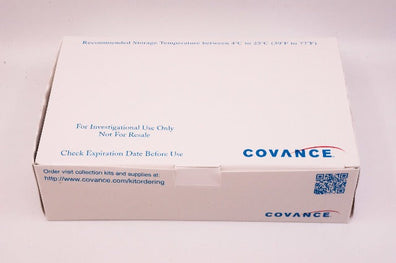 Recommended Storage Temperature between 4°C to 25°C (39°F to 77°F)
For Investigational Use Only
Not For Resale
Check Expiration Date Before Use
COVANCE
Order visit collection kits and supplies at:
http://www.covance.com/kitordering
COVANCE